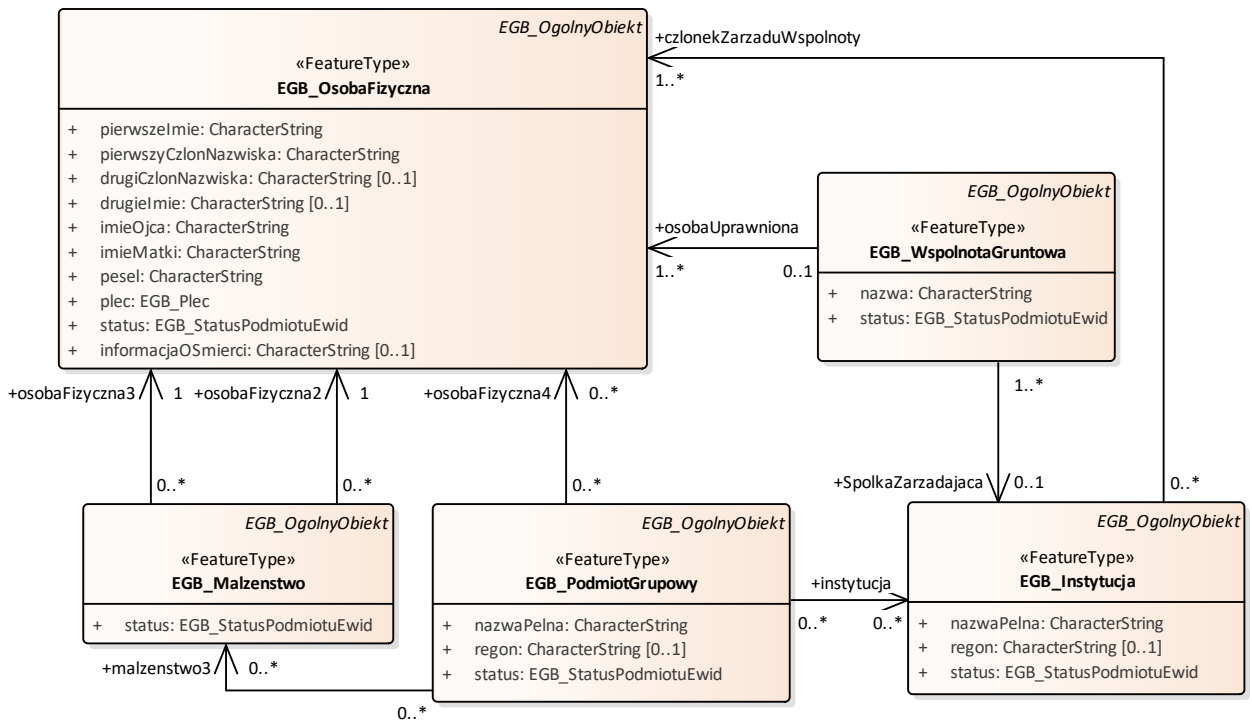 EGB_OgolnyObiekt
«FeatureType»
EGB_OsobaFizyczna
+ pierwszeImie: CharacterString
+ pierwszyCzlonNazwiska: CharacterString
+ drugiCzlonNazwiska: CharacterString [0..1]
+ drugieImie: CharacterString [0..1]
+ imieOjca: CharacterString
+ imieMatki: CharacterString
+ pesel: CharacterString
+ plec: EGB_Plec
+ status: EGB_StatusPodmiotuEwid
+ informacjaOSmierci: CharacterString [0..1]
+członekZarzaduWspolnoty
1..*
+osobaUprawniona
1..*
0..1
EGB_OgolnyObiekt
«FeatureType»
EGB_WspolnotaGruntowa
+ nazwa: CharacterString
+ status: EGB_StatusPodmiotuEwid
+osobaFizyczna3
1
+osobaFizyczna2
1
+osobaFizyczna4
0..*
1..*
0..*
0..*
0..*
+SpolkaZarzadajaca
0..1
0..*
EGB_OgolnyObiekt
«FeatureType»
EGB_Malzenstwo
+ status: EGB_StatusPodmiotuEwid
EGB_OgolnyObiekt
«FeatureType»
EGB_PodmiotGrupowy
+ nazwaPelna: CharacterString
+ regon: CharacterString [0..1]
+ status: EGB_StatusPodmiotuEwid
+instytucja
0..*
0..*
EGB_OgolnyObiekt
«FeatureType»
EGB_Instytucja
+ nazwaPelna: CharacterString
+ regon: CharacterString [0..1]
+ status: EGB_StatusPodmiotuEwid
+malzenstwo3
0..*
0..*